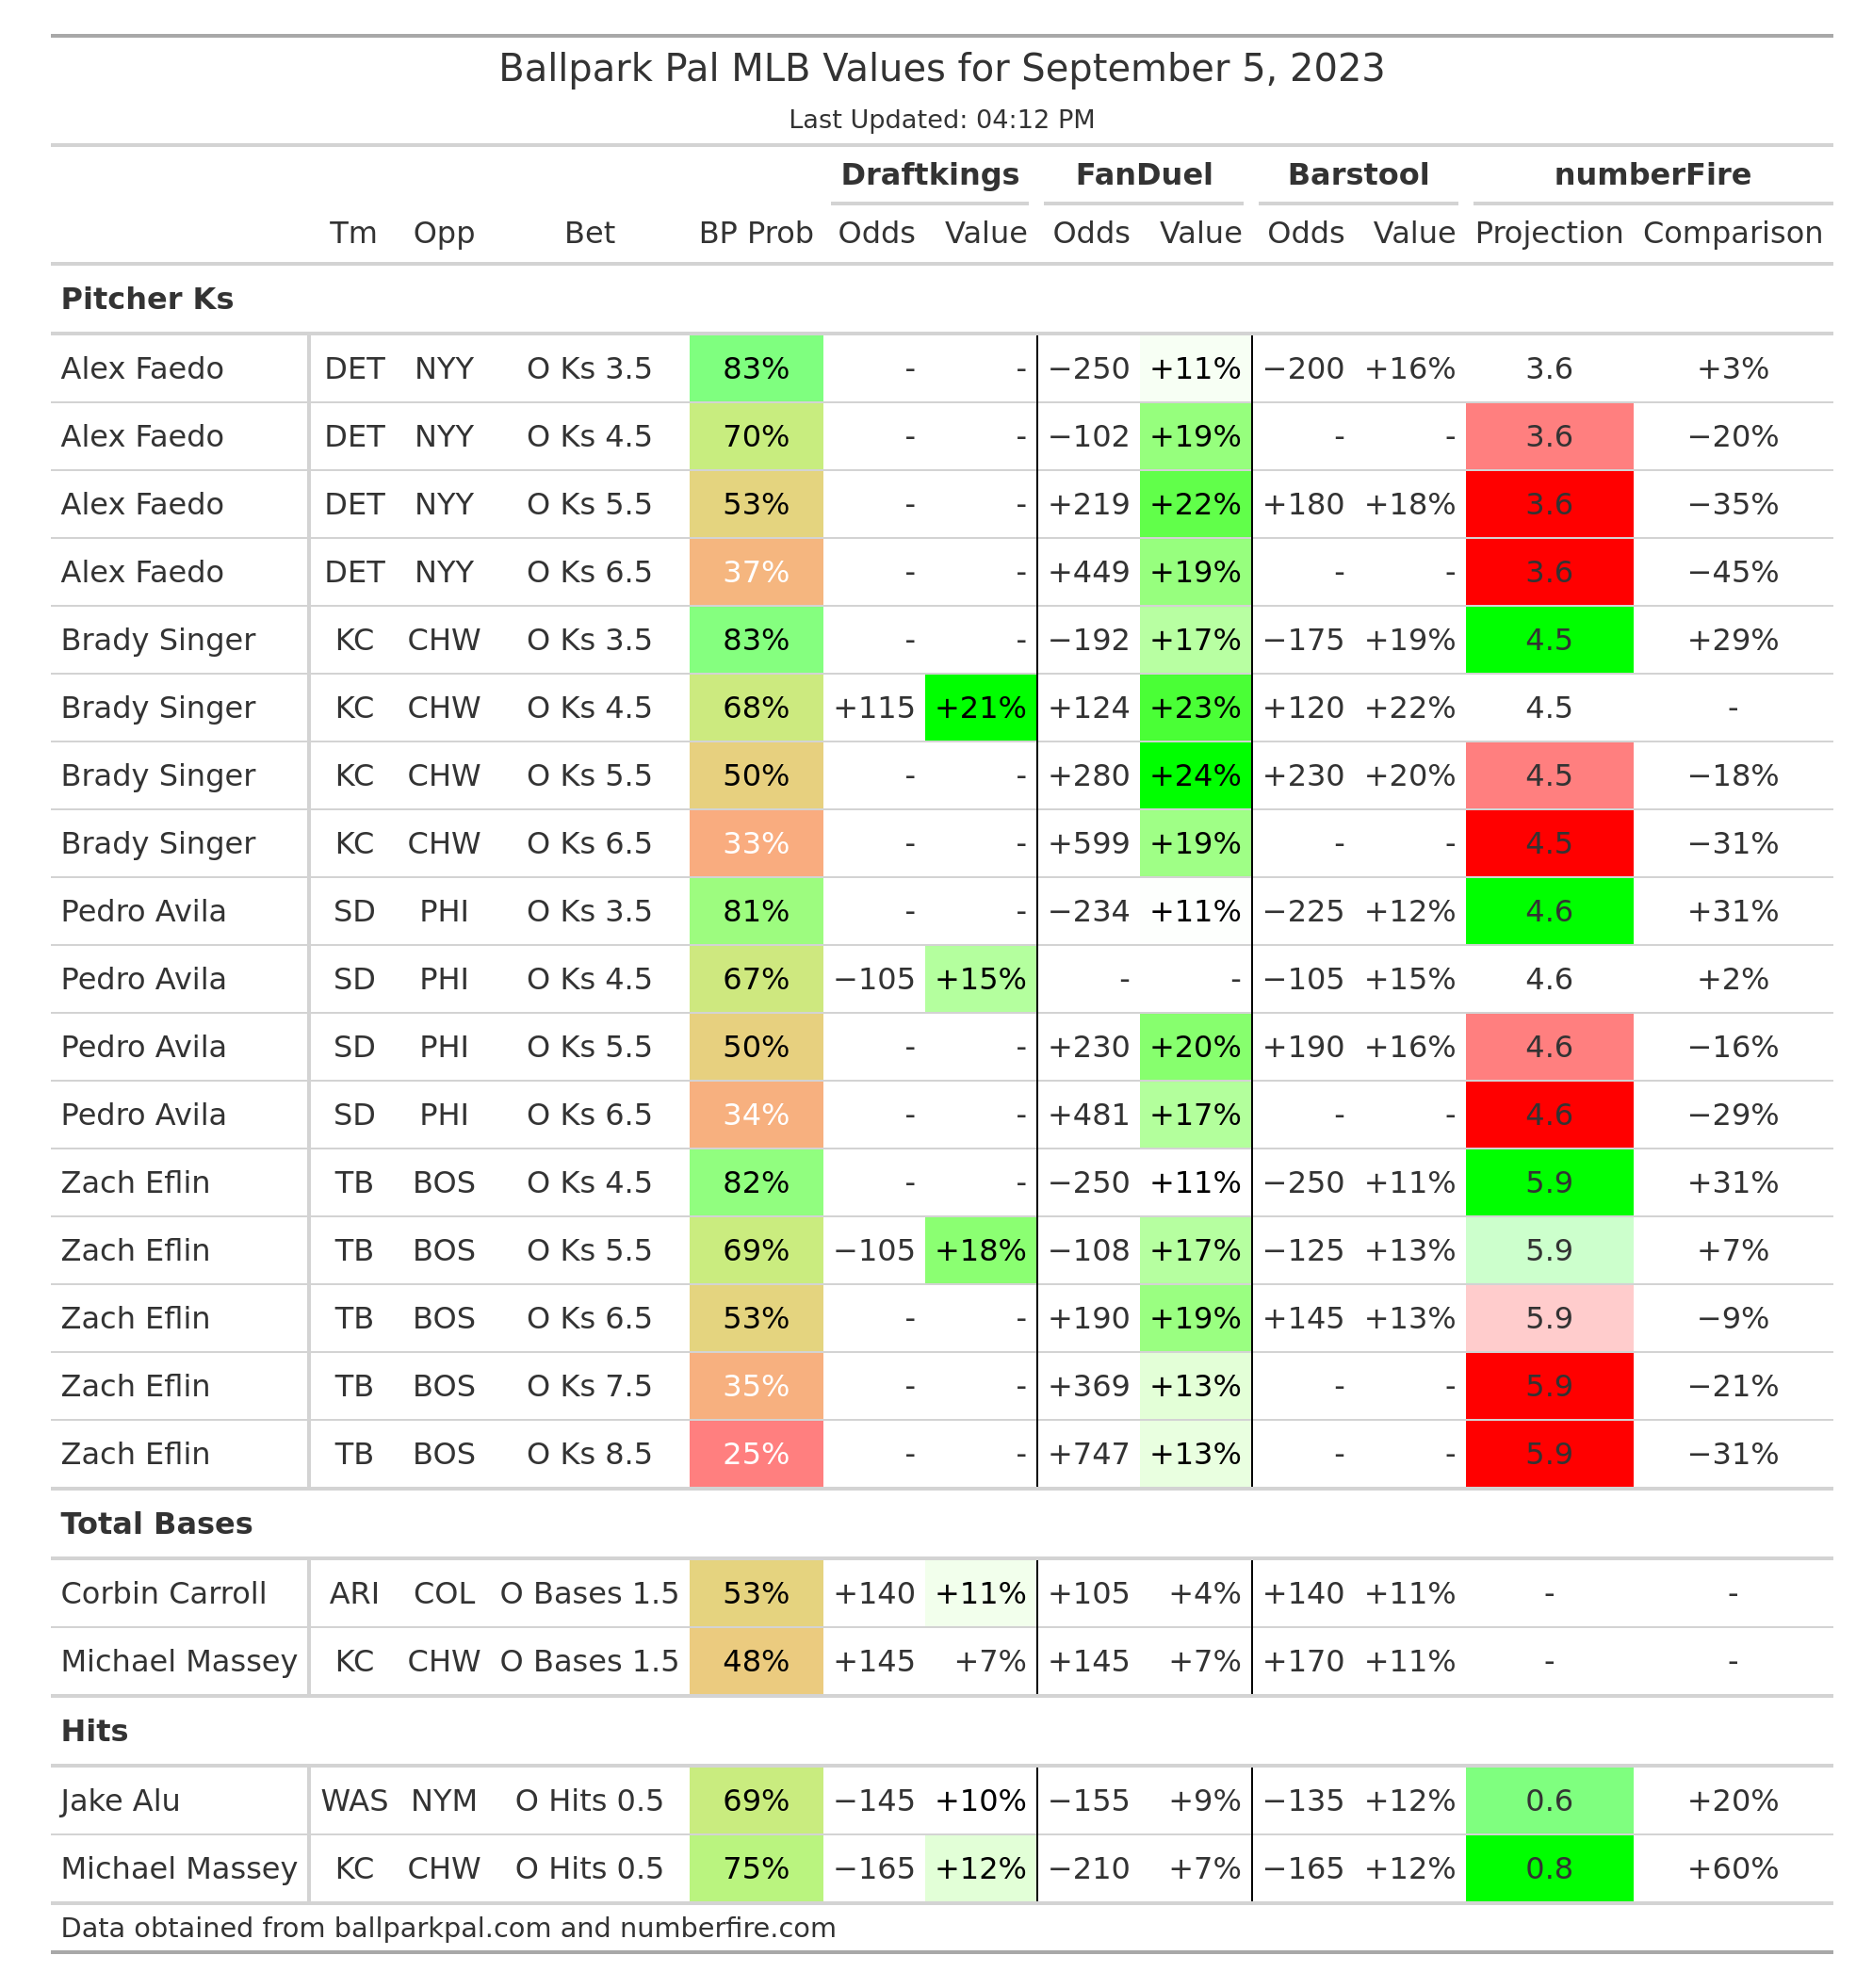 Ballpark Pal MLB Values for September 5, 2023
Last Updated: 04:12 PM
Draftkings FanDuel Barstool numberFire
Tm Opp Bet BP Prob Odds Value Odds Value Odds Value Projection Comparison
Pitcher Ks
Alex Faedo DET NYY O Ks 3.5 83% - - −250 +11% −200 +16% 3.6 +3%
Alex Faedo DET NYY O Ks 4.5 70% - - −102 +19% - - 3.6 −20%
Alex Faedo DET NYY O Ks 5.5 53% - - +219 +22% +180 +18% 3.6 −35%
Alex Faedo DET NYY O Ks 6.5 37% - - +449 +19% - - 3.6 −45%
Brady Singer KC CHW O Ks 3.5 83% - - −192 +17% −175 +19% 4.5 +29%
Brady Singer KC CHW O Ks 4.5 68% +115 +21% +124 +23% +120 +22% 4.5 -
Brady Singer KC CHW O Ks 5.5 50% - - +280 +24% +230 +20% 4.5 −18%
Brady Singer KC CHW O Ks 6.5 33% - - +599 +19% - - 4.5 −31%
Pedro Avila SD PHI O Ks 3.5 81% - - −234 +11% −225 +12% 4.6 +31%
Pedro Avila SD PHI O Ks 4.5 67% −105 +15% - - −105 +15% 4.6 +2%
Pedro Avila SD PHI O Ks 5.5 50% - - +230 +20% +190 +16% 4.6 −16%
Pedro Avila SD PHI O Ks 6.5 34% - - +481 +17% - - 4.6 −29%
Zach Eflin TB BOS O Ks 4.5 82% - - −250 +11% −250 +11% 5.9 +31%
Zach Eflin TB BOS O Ks 5.5 69% −105 +18% −108 +17% −125 +13% 5.9 +7%
Zach Eflin TB BOS O Ks 6.5 53% - - +190 +19% +145 +13% 5.9 −9%
Zach Eflin TB BOS O Ks 7.5 35% - - +369 +13% - - 5.9 −21%
Zach Eflin TB BOS O Ks 8.5 25% - - +747 +13% - - 5.9 −31%
Total Bases
Corbin Carroll ARI COL O Bases 1.5 53% +140 +11% +105 +4% +140 +11% - -
Michael Massey KC CHW O Bases 1.5 48% +145 +7% +145 +7% +170 +11% - -
Hits
Jake Alu WAS NYM O Hits 0.5 69% −145 +10% −155 +9% −135 +12% 0.6 +20%
Michael Massey KC CHW O Hits 0.5 75% −165 +12% −210 +7% −165 +12% 0.8 +60%
Data obtained from ballparkpal.com and numberfire.com